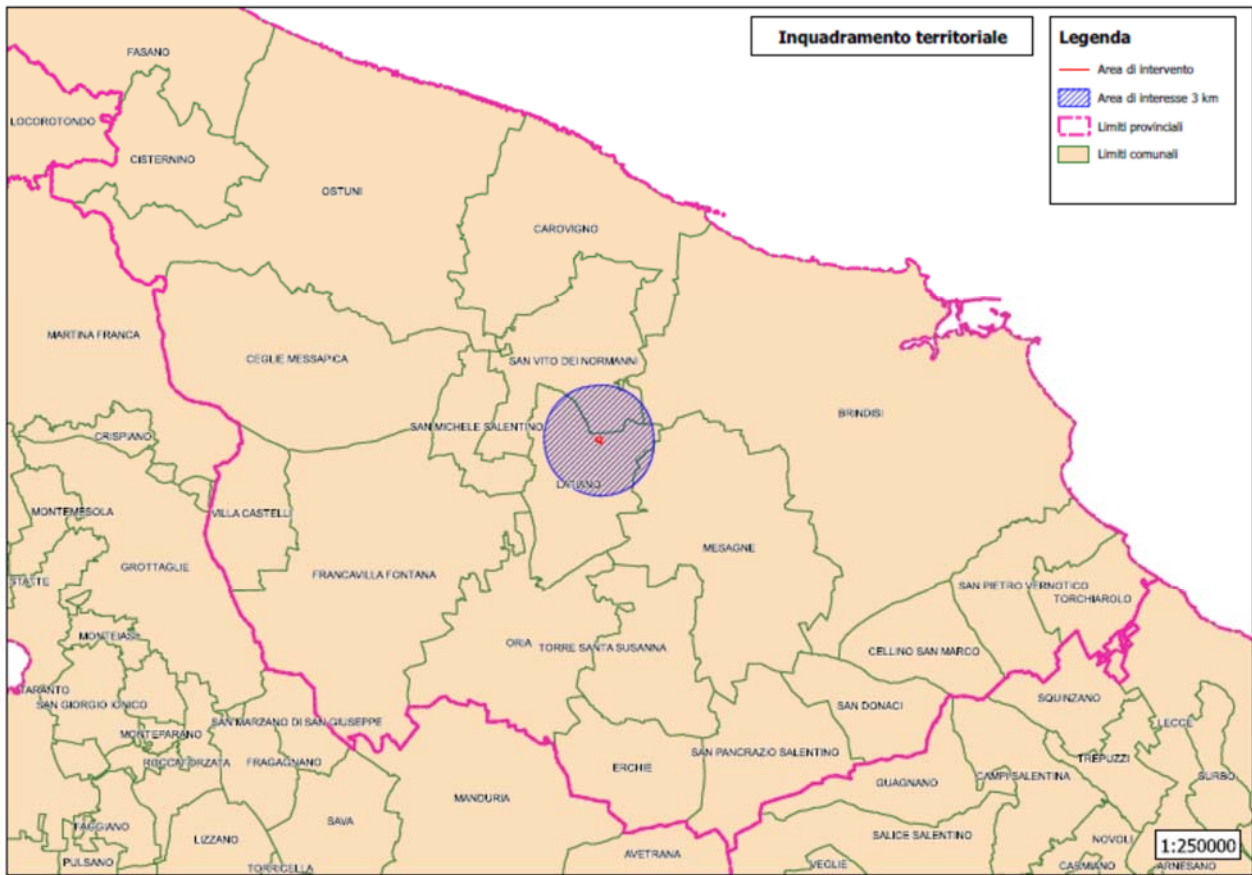 Inquadramento territoriale
Legenda
Area di intervento
Area di interesse 3 km
Limiti provinciali
Limiti comunali
FASANO
LOCOROTONDO
CISTERNINO
OSTUNI
CAROVIGNO
MARTINA FRANCA
CEGLIE MESSAPICA
SAN VITO DEI NORMANNI
BRINDISI
SAN MICHELE SALENTINO
CRISPIANO
LATIANO
MONTEMESOLA
VILLA CASTELLI
MESAGNE
GROTTAGLIE
FRANCAVILLA FONTANA
STATTE
SAN PIETRO VERNOTICO
TORCHIAROLO
MONTEIASI
ORIA
TORRE SANTA SUSANNA
CELLINO SAN MARCO
TARANTO
SAN GIORGIO IONICO
SQUINZANO
SAN DONACI
SAN MARZANO DI SAN GIUSEPPE
LECCE
MONTEPARANO
SAN PANCRAZIO SALENTINO
ROCCAFORZATA
FRAGAGNANO
TREPUZZI
ERCHIE
CAMPI SALENTINA
SURBO
GUAGNANO
MANDURIA
SAVA
FAGGIANO
LIZZANO
SALICE SALENTINO
NOVOLI
1:250000
AVETRANA
PULSANO
TORRICELLA
VEGLIE
CARMIANO
ARNESANO